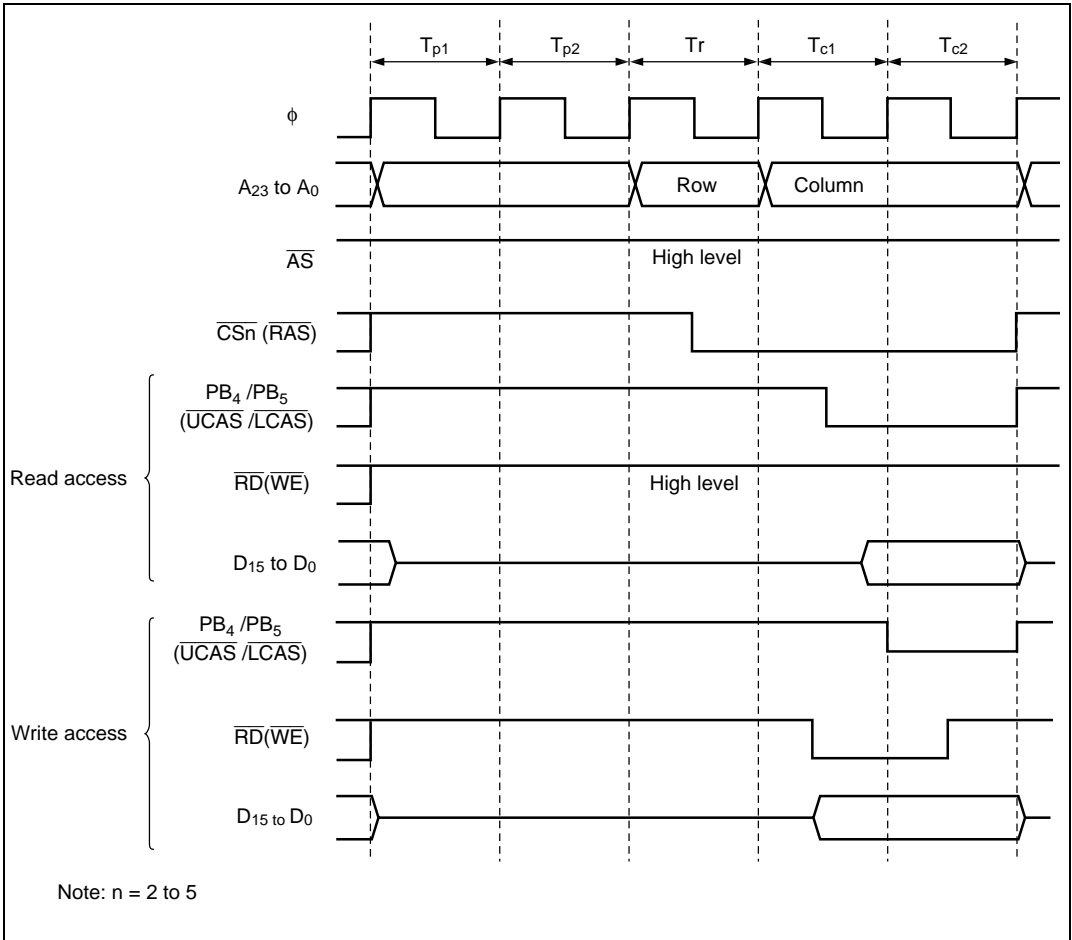 Tp1 Tp2 Tr Tc1 Tc2
ϕ
A23 to A0
Row
Column
AS
High level
CSn (RAS)
Read access
PB4 /PB5
(UCAS /LCAS)
RD(WE)
High level
D15 to D0
Write access
PB4 /PB5
(UCAS /LCAS)
RD(WE)
D15 to D0
Note: n = 2 to 5